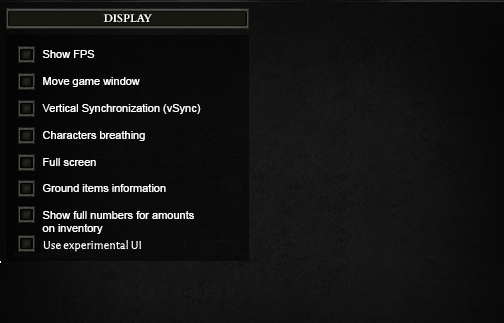 DISPLAY
Show FPS
Move game window
Vertical Synchronization (vSync)
Characters breathing
Full screen
Ground items information
Show full numbers for amounts
on inventory
Use experimental UI